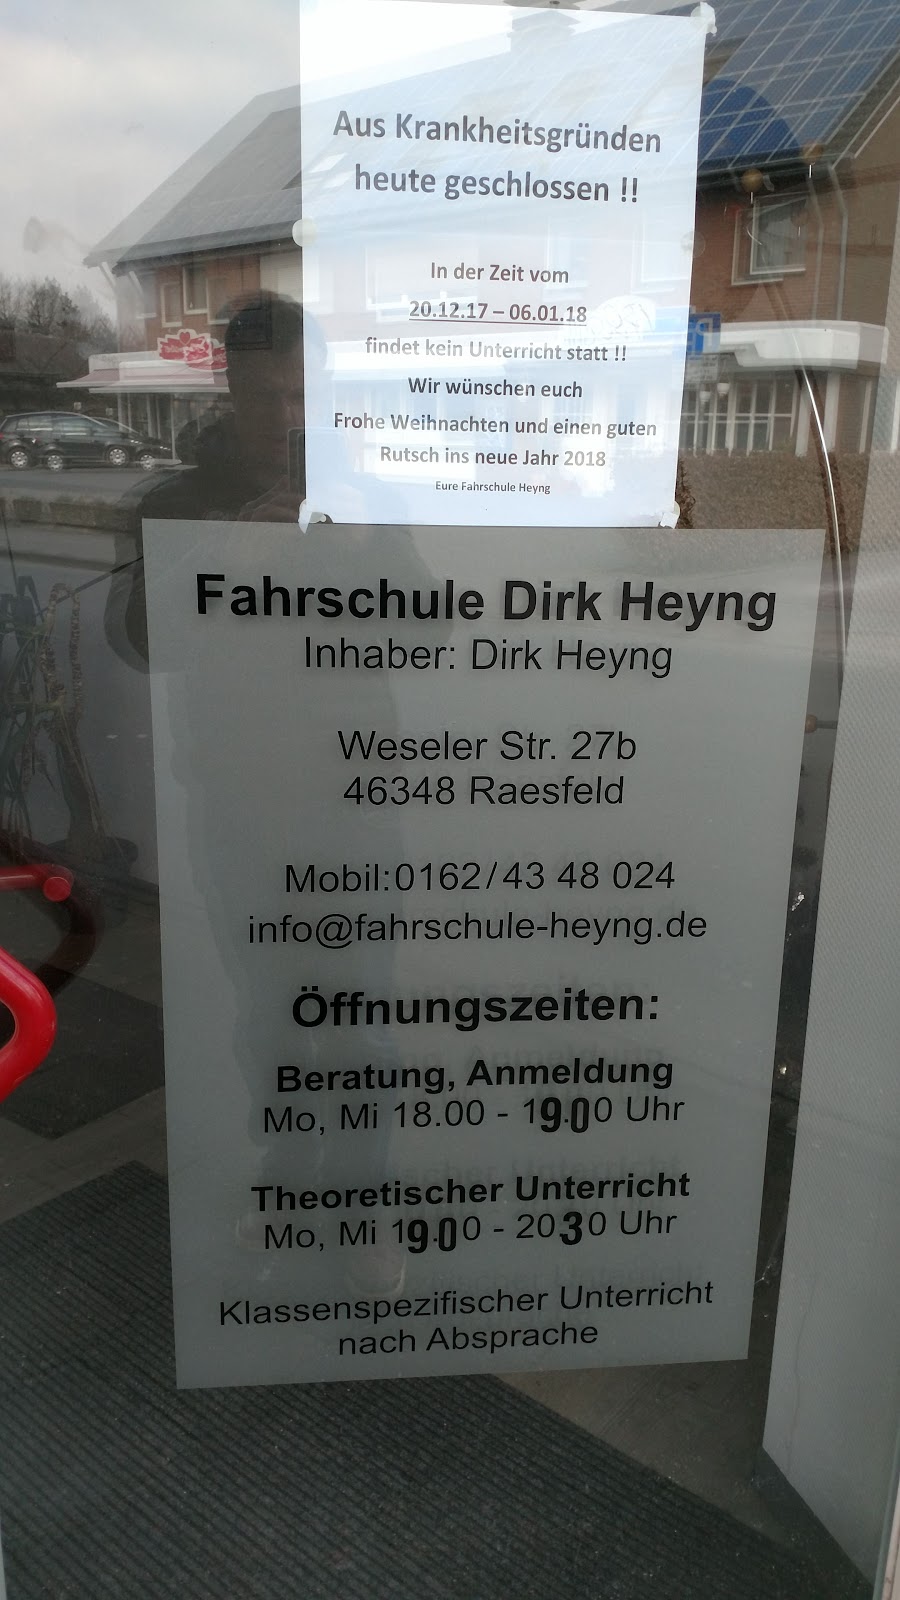 Aus Krankheitsgründen
heute geschlossen !!
In der Zeit vom
20.12.17 – 06.01.18
findet kein Unterricht statt !!
Wir wünschen euch
Frohe Weihnachten und einen guten
Rutsch ins neue Jahr 2018
Eure Fahrschule Heyng
Fahrschule Dirk Heyng
Inhaber: Dirk Heyng
Weseler Str. 27b
46348 Raesfeld
Mobil:0162/43 48 024
info@fahrschule-heyng.de
Öffnungszeiten:
Beratung, Anmeldung
Mo, Mi 18.00 - 19.00 Uhr
Theoretischer Unterricht
Mo, Mi 19.00 - 2030 Uhr
Klassenspezifischer Unterricht
nach Absprache